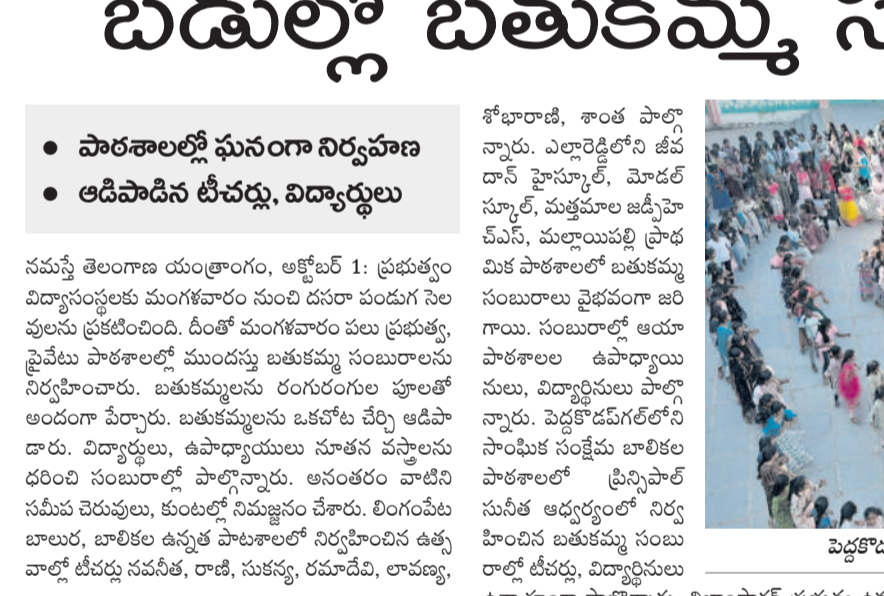 బడుల్లో బతుకమ్మ
• పాఠశాలల్లో ఘనంగా నిర్వహణ
• ఆడిపాడిన టీచర్లు, విద్యార్థులు
నమస్తే తెలంగాణ యంత్రాంగం, అక్టోబర్ 1: ప్రభుత్వం
విద్యాసంస్థలకు మంగళవారం నుంచి దసరా పండుగ సెల
వులను ప్రకటించింది. దీంతో మంగళవారం పలు ప్రభుత్వ,
ప్రైవేటు పాఠశాలల్లో ముందస్తు బతుకమ్మ సంబురాలను
నిర్వహించారు. బతుకమ్మలను రంగురంగుల పూలతో
అందంగా పేర్చారు. బతుకమ్మలను ఒకచోట చేర్చి ఆడిపా
డారు. విద్యార్థులు, ఉపాధ్యాయులు నూతన వస్త్రాలను
ధరించి సంబురాల్లో పాల్గొన్నారు. అనంతరం వాటిని
సమీప చెరువులు, కుంటల్లో నిమజ్జనం చేశారు. లింగంపేట
బాలుర, బాలికల ఉన్నత పాటశాలలో నిర్వహించిన ఉత్స
వాల్లో టీచర్లు నవనీత, రాణి, సుకన్య, రమాదేవి, లావణ్య,
శోభారాణి, శాంత పాల్గొ
న్నారు. ఎల్లారెడ్డిలోని జీవ
దాన్ హైస్కూల్, మోడల్
స్కూల్, మత్తమాల జడ్పీహె
చ్ఎస్, మల్లాయిపల్లి ప్రాథ
మిక పాఠశాలలో బతుకమ్మ
సంబురాలు వైభవంగా జరి
గాయి. సంబురాల్లో ఆయా
పాఠశాలల ఉపాధ్యాయి
నులు, విద్యార్థినులు పాల్గొ
న్నారు. పెద్దకొడప్‌గల్‌లోని
సాంఘిక సంక్షేమ బాలికల
పాఠశాలలో ప్రిన్సిపాల్
సునీత ఆధ్వర్యంలో నిర్వ
హించిన బతుకమ్మ సంబు
రాల్లో టీచర్లు, విద్యార్థినులు